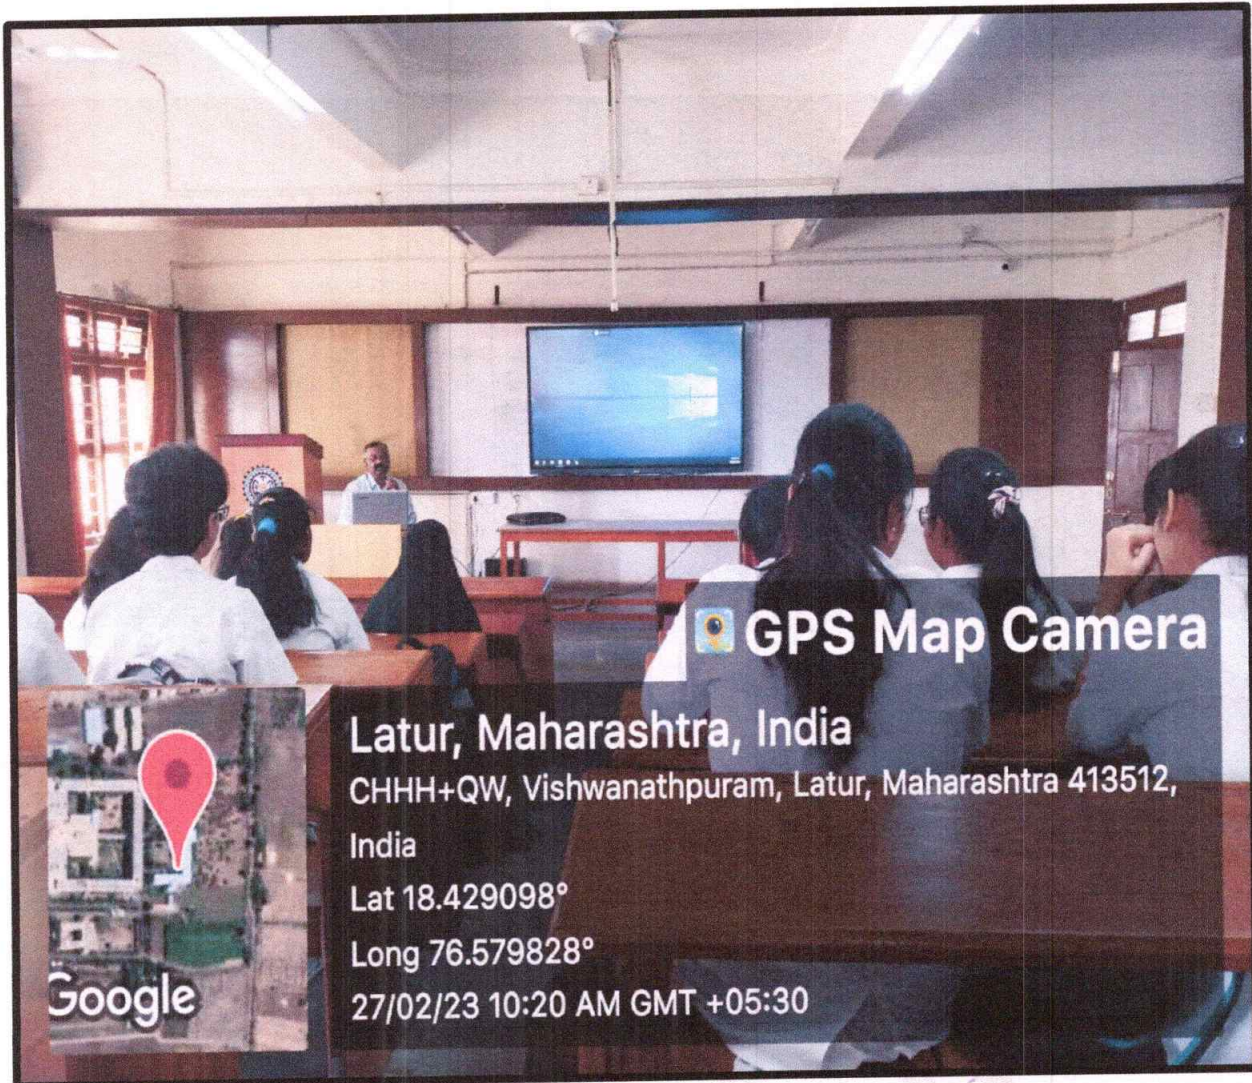 GPS Map Camera
Latur, Maharashtra, India
CHHH+QW, Vishwanathpuram, Latur, Maharashtra 413512,
India
Lat 18.429098°
Long 76.579828°
27/02/23 10:20 AM GMT +05:30
Google